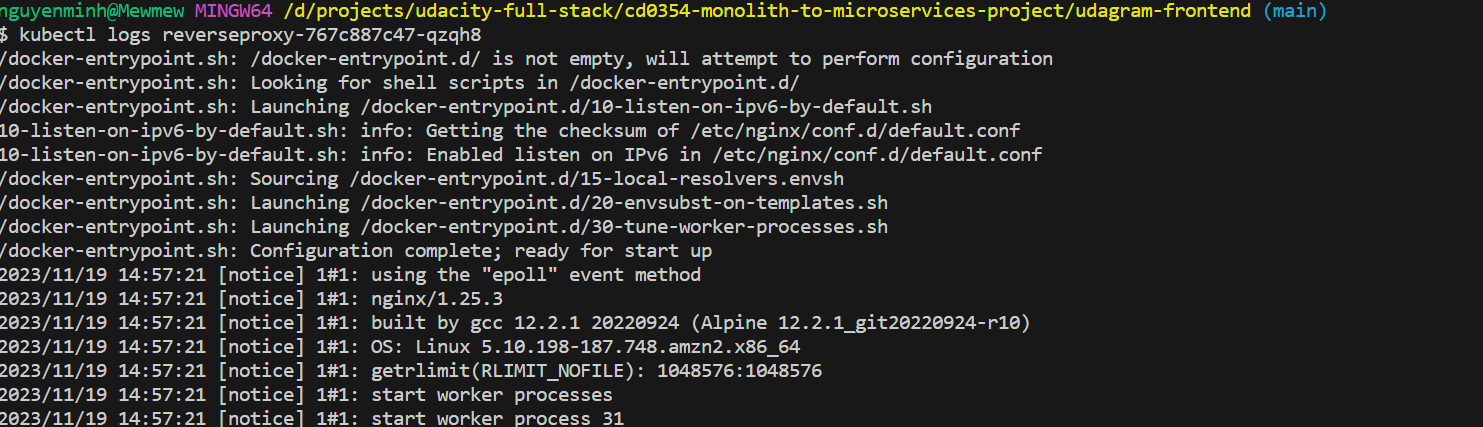 nguyenminh@Mewmew MINGW64 /d/projects/udacity-full-stack/cd0354-monolith-to-microservices-project/udagram-frontend (main)
$ kubectl logs reverseproxy-767c887c47-qzqh8
/docker-entrypoint.sh: /docker-entrypoint.d/ is not empty, will attempt to perform configuration
/docker-entrypoint.sh: Looking for shell scripts in /docker-entrypoint.d/
/docker-entrypoint.sh: Launching /docker-entrypoint.d/10-listen-on-ipv6-by-default.sh
10-listen-on-ipv6-by-default.sh: info: Getting the checksum of /etc/nginx/conf.d/default.conf
10-listen-on-ipv6-by-default.sh: info: Enabled listen on IPv6 in /etc/nginx/conf.d/default.conf
/docker-entrypoint.sh: Sourcing /docker-entrypoint.d/15-local-resolvers.envsh
/docker-entrypoint.sh: Launching /docker-entrypoint.d/20-envsubst-on-templates.sh
/docker-entrypoint.sh: Launching /docker-entrypoint.d/30-tune-worker-processes.sh
/docker-entrypoint.sh: Configuration complete; ready for start up
2023/11/19 14:57:21 [notice] 1#1: using the "epoll" event method
2023/11/19 14:57:21 [notice] 1#1: nginx/1.25.3
2023/11/19 14:57:21 [notice] 1#1: built by gcc 12.2.1 20220924 (Alpine 12.2.1_git20220924-r10)
2023/11/19 14:57:21 [notice] 1#1: OS: Linux 5.10.198-187.748.amzn2.x86_64
2023/11/19 14:57:21 [notice] 1#1: getrlimit(RLIMIT_NOFILE): 1048576:1048576
2023/11/19 14:57:21 [notice] 1#1: start worker processes
2023/11/19 14:57:21 [notice] 1#1: start worker process 31